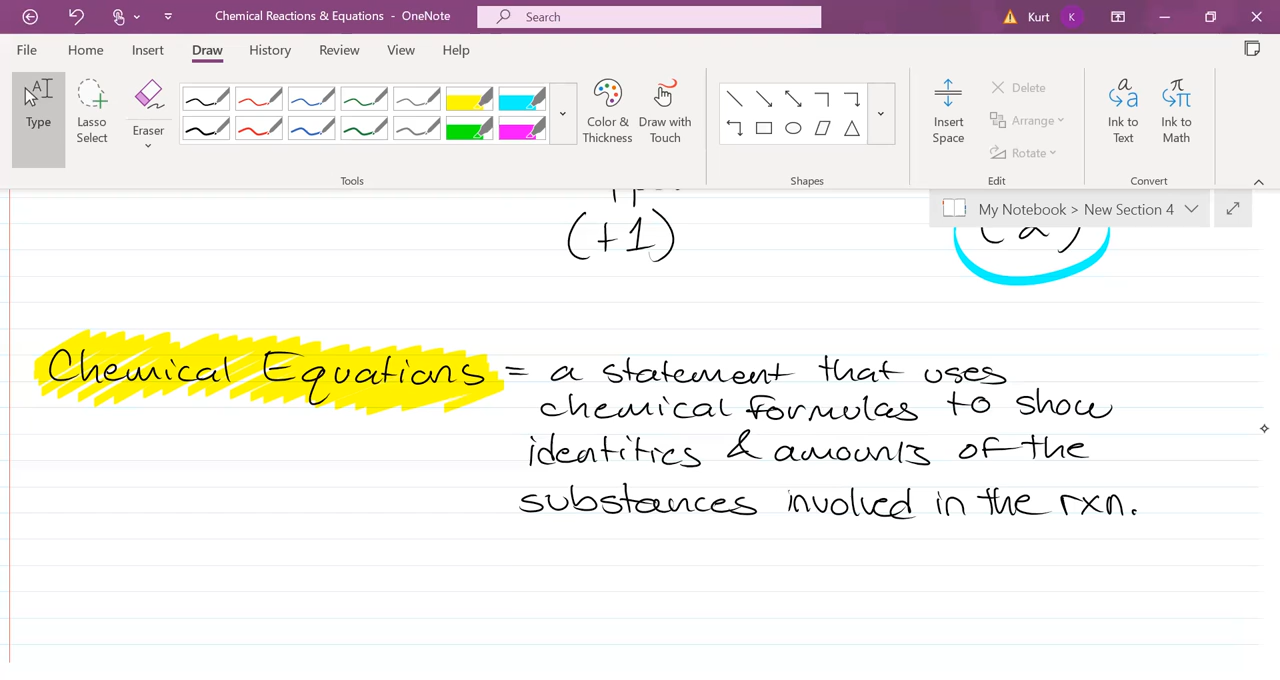 Chemical Reactions & Equations - OneNote
Search
Kurt
K
File Home Insert Draw History Review View Help
Type
Lasso Select
Eraser
Color & Thickness
Draw with Touch
Insert Space
Delete
Arrange
Rotate
Ink to Text
Ink to Math
Tools
Shapes
Edit
Convert
My Notebook > New Section 4
(+1)
Chemical Equations = a statement that uses
chemical formulas to show
identities & amounts of the
substances involved in the rxn.